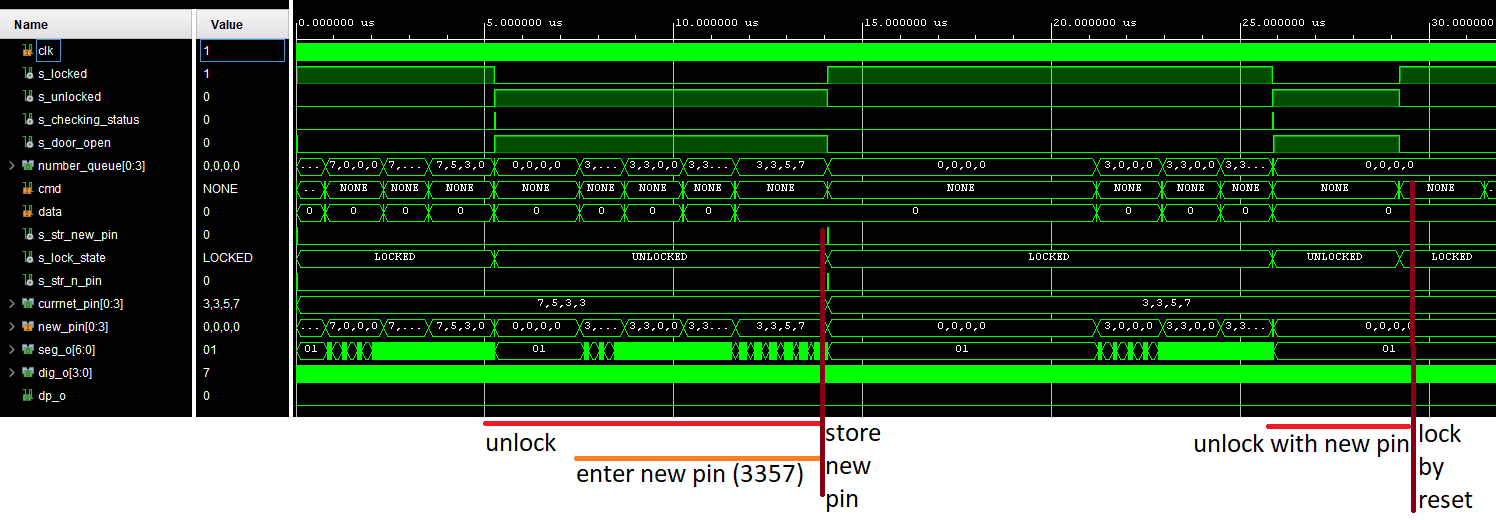 Name Value 0.000000 us 5.000000 us 10.000000 us 15.000000 us 20.000000 us 25.000000 us 30.000000
clk 1
s_locked 1
s_unlocked 0
s_checking_status 0
s_door_open 0
number_queue[0:3] 0,0,0,0 ... 7,0,0,0 7,... 7,5,3,0 0,0,0,0 3,... 3,3,0,0 3,3... 3,3,5,7 0,0,0,0 3,0,0,0 3,3,0,0 3,3... 0,0,0,0
cmd NONE .. NONE NONE NONE NONE NONE NONE NONE NONE NONE NONE NONE NONE NONE NONE .
data 0 0 0 0 0 0 0 0 0 0 0 0 0 0
s_str_new_pin 0
s_lock_state LOCKED LOCKED UNLOCKED LOCKED UNLOCKED LOCKED
s_str_n_pin 0
currnet_pin[0:3] 3,3,5,7 7,5,3,3 3,3,5,7
new_pin[0:3] 0,0,0,0 ... 7,0,0,0 7,... 7,5,3,0 0,0,0,0 3,... 3,3,0,0 3,3... 3,3,5,7 0,0,0,0 3,0,0,0 3,3,0,0 3,3... 0,0,0,0
seg_o[6:0] 01 01 01 01 01
dig_o[3:0] 7
dp_o 0
unlock
enter new pin (3357)
store
new
pin
unlock with new pin
lock
by
reset